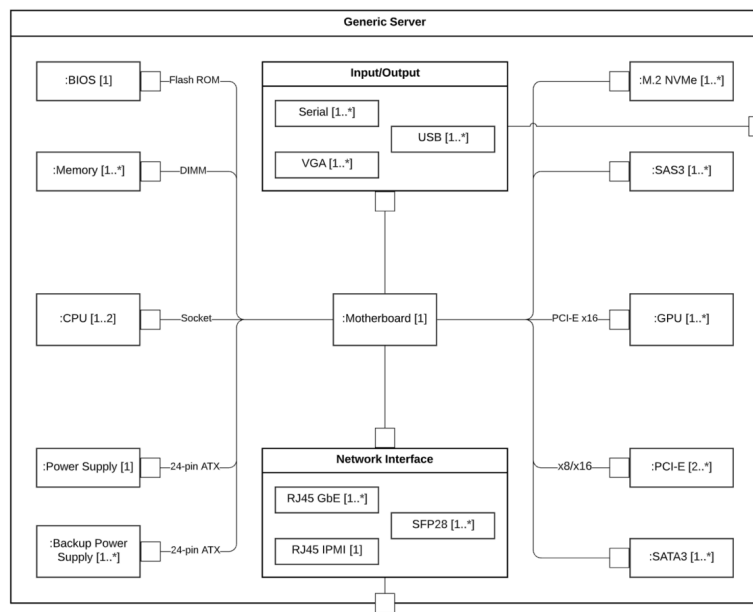 Generic Server
:BIOS [1]
Flash ROM
Input/Output
Serial [1..*]
USB [1..*]
VGA [1..*]
:M.2 NVMe [1..*]
:Memory [1..*]
DIMM
:SAS3 [1..*]
:CPU [1..2]
Socket
:Motherboard [1]
PCI-E x16
:GPU [1..*]
:Power Supply [1]
24-pin ATX
Network Interface
RJ45 GbE [1..*]
SFP28 [1..*]
RJ45 IPMI [1]
x8/x16
:PCI-E [2..*]
:Backup Power
Supply [1..*]
24-pin ATX
:SATA3 [1..*]